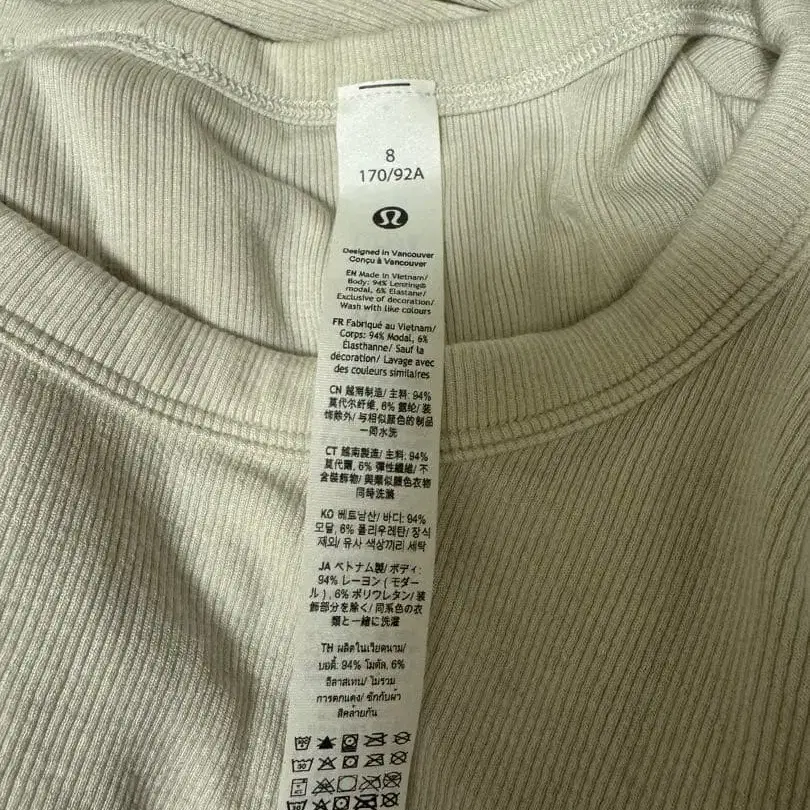 8
170/92A
Designed in Vancouver
Conçu à Vancouver
EN Made in Vietnam/
Body: 94% Lenzing®
modal, 6% Elastane/
Exclusive of decoration/
Wash with like colours
FR Fabriqué au Vietnam/
Corps: 94% Modal, 6%
Élasthanne/ Sauf la
décoration/ Lavage avec
des couleurs similaires
CN 越南制造/ 主料: 94%
莫代尔纤维, 6% 氨纶/ 装
饰除外/ 与相似颜色的制品
一同水洗
CT 越南製造/ 主料: 94%
莫代爾, 6% 彈性纖維/ 不
含裝飾物/ 與類似顏色衣物
同時洗滌
KO 베트남산/ 바디: 94%
모달, 6% 폴리우레탄/ 장식
제외/ 유사 색상끼리 세탁
JA ベトナム製/ ボディ:
94% レーヨン ( モダー
ル ) , 6% ポリウレタン/ 装
飾部分を除く/ 同系色の衣
類と一緒に洗濯
TH ผลิตในเวียดนาม/
บอดี้: 94% โมดัล, 6%
อีลาสเทน/ ไม่รวม
การตกแต่ง/ ซักกับผ้า
สีคล้ายกัน